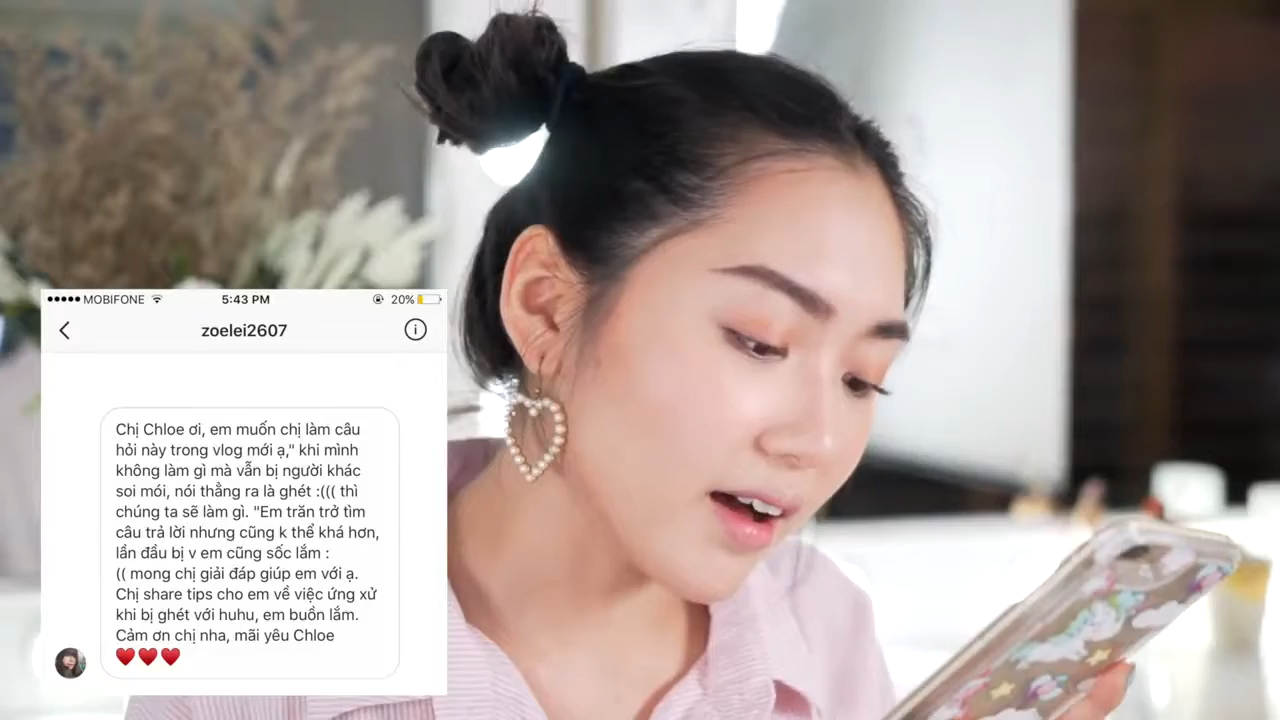 ●●●●● MOBIFONE 5:43 PM 20%
zoelei2607
Chị Chloe ơi, em muốn chị làm câu
hỏi này trong vlog mới ạ," khi mình
không làm gì mà vẫn bị người khác
soi mói, nói thẳng ra là ghét :((( thì
chúng ta sẽ làm gì. "Em trăn trở tìm
câu trả lời nhưng cũng k thể khá hơn,
lần đầu bị v em cũng sốc lắm :
(( mong chị giải đáp giúp em với ạ.
Chị share tips cho em về việc ứng xử
khi bị ghét với huhu, em buồn lắm.
Cảm ơn chị nha, mãi yêu Chloe
❤️❤️❤️